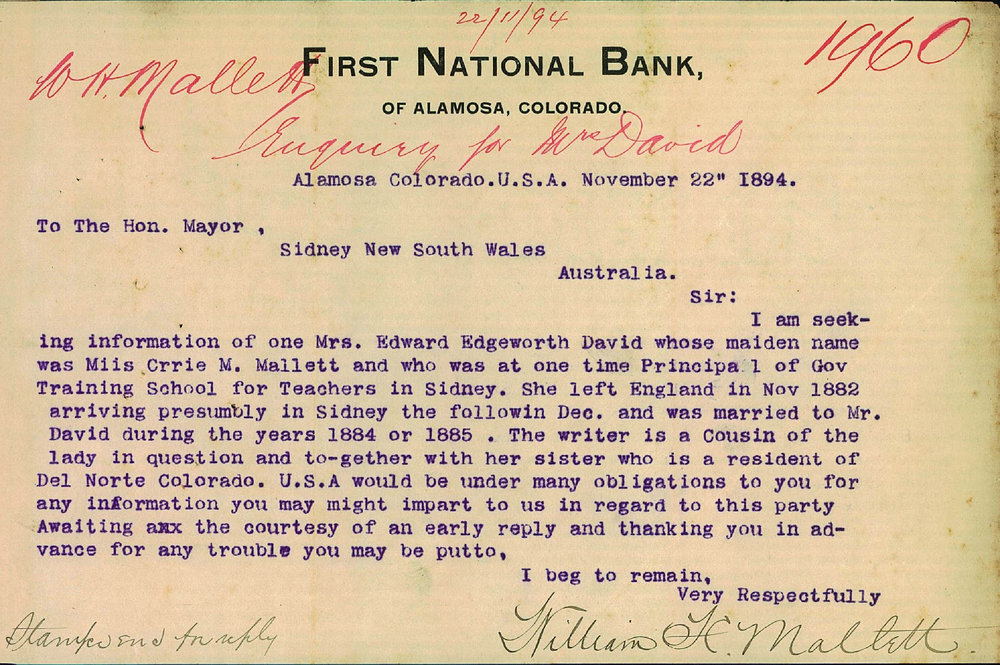 22/11/94
1960
W H. Mallett
FIRST NATIONAL BANK,
OF ALAMOSA, COLORADO.
Enquiry for Mrs David
Alamosa Colorado.U.S.A. November 22" 1894.
To The Hon. Mayor ,
Sidney New South Wales
Australia.
Sir:
I am seek-
ing information of one Mrs. Edward Edgeworth David whose maiden name
was Miis Crrie M. Mallett and who was at one time Principa l of Gov
Training School for Teachers in Sidney. She left England in Nov 1882
arriving presumbly in Sidney the followin Dec. and was married to Mr.
David during the years 1884 or 1885 . The writer is a Cousin of the
lady in question and to-gether with her sister who is a resident of
Del Norte Colorado. U.S.A would be under many obligations to you for
any information you may might impart to us in regard to this party
Awaiting anxx the courtesy of an early reply and thanking you in ad-
vance for any trouble you may be putto,
I beg to remain,
Very Respectfully
William H. Mallett.
Stamps end for reply